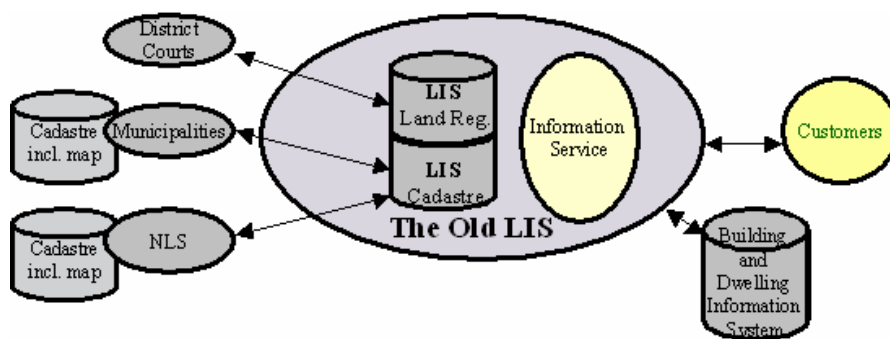 District
Courts
Cadastre
incl. map
Municipalities
Cadastre
incl. map
NLS
LIS
Land Reg.
LIS
Cadastre
Information
Service
The Old LIS
Customers
Building
and
Dwelling
Information
System